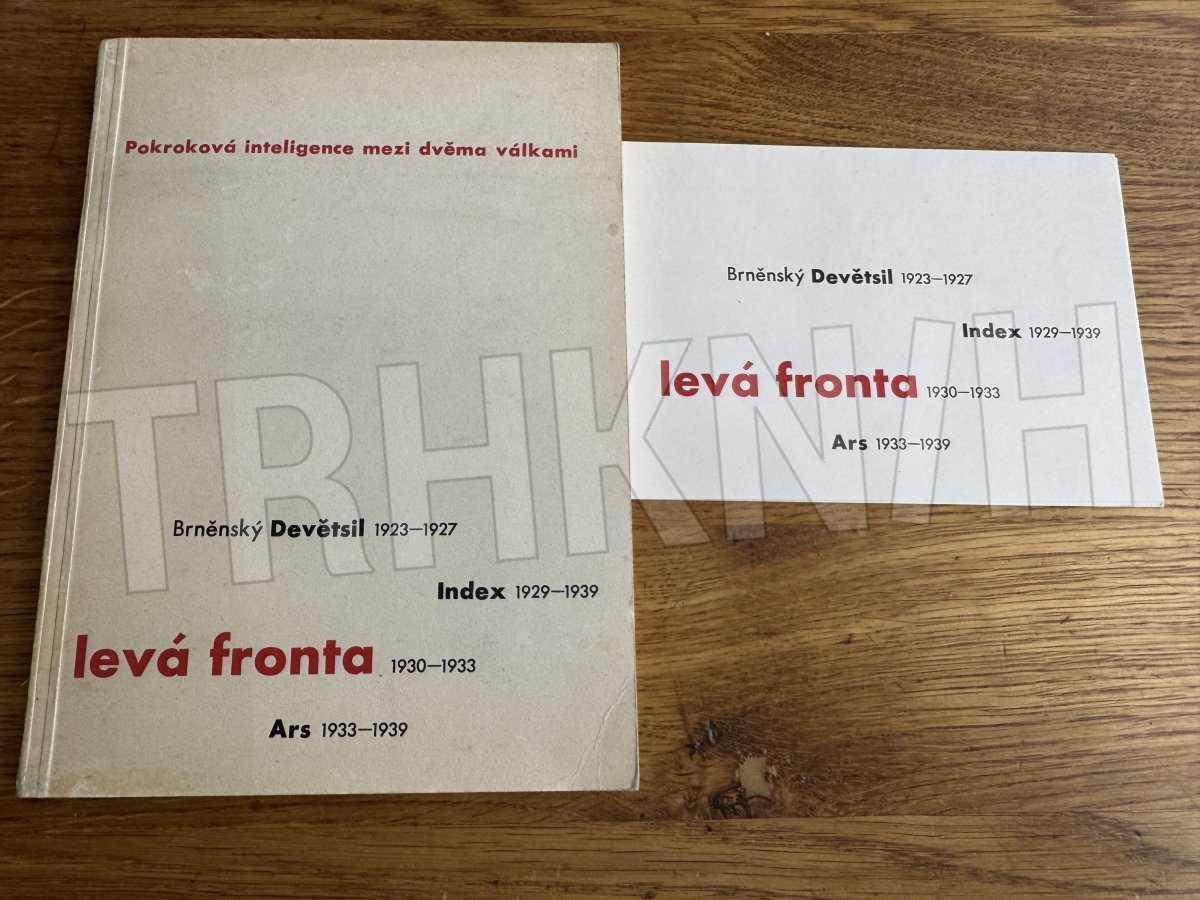 Pokroková inteligence mezi dvěma válkami
Brněnský Devětsil 1923—1927
Index 1929—1939
levá fronta 1930—1933
Ars 1933—1939
Brněnský Devětsil 1923—1927
Index 1929—1939
levá fronta 1930—1933
Ars 1933—1939
TRHKNIH